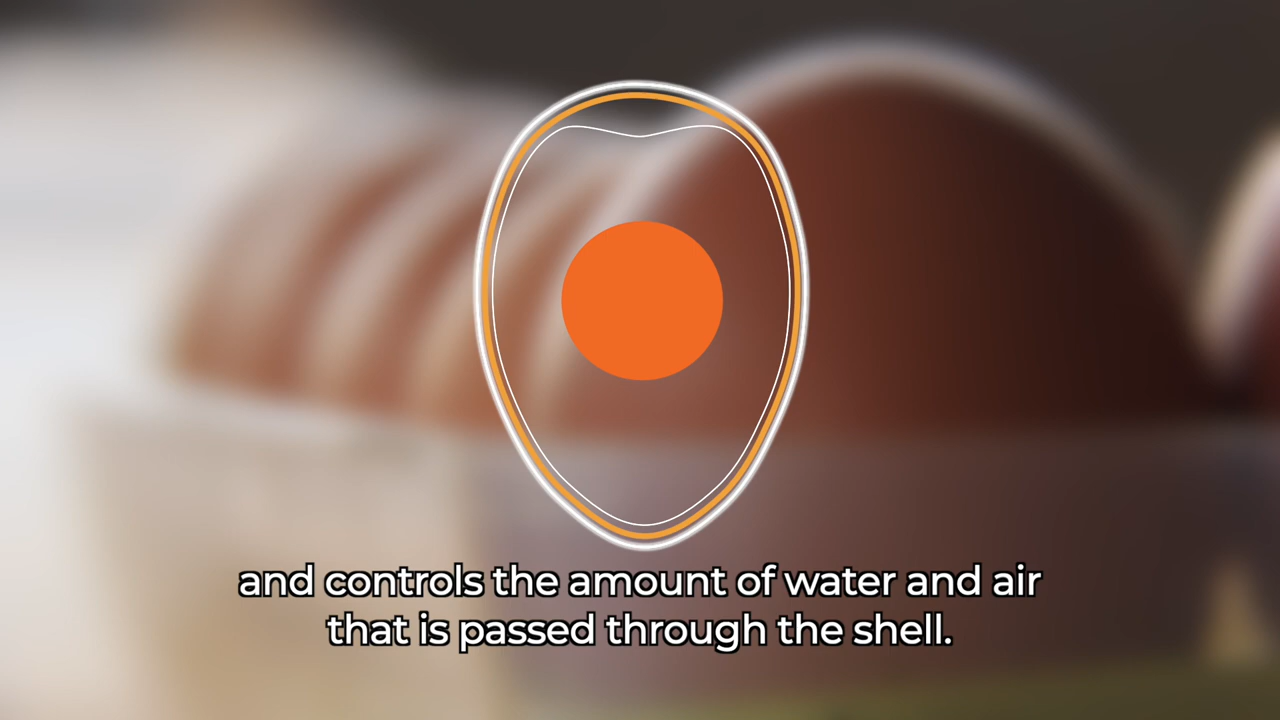 and controls the amount of water and air
that is passed through the shell.